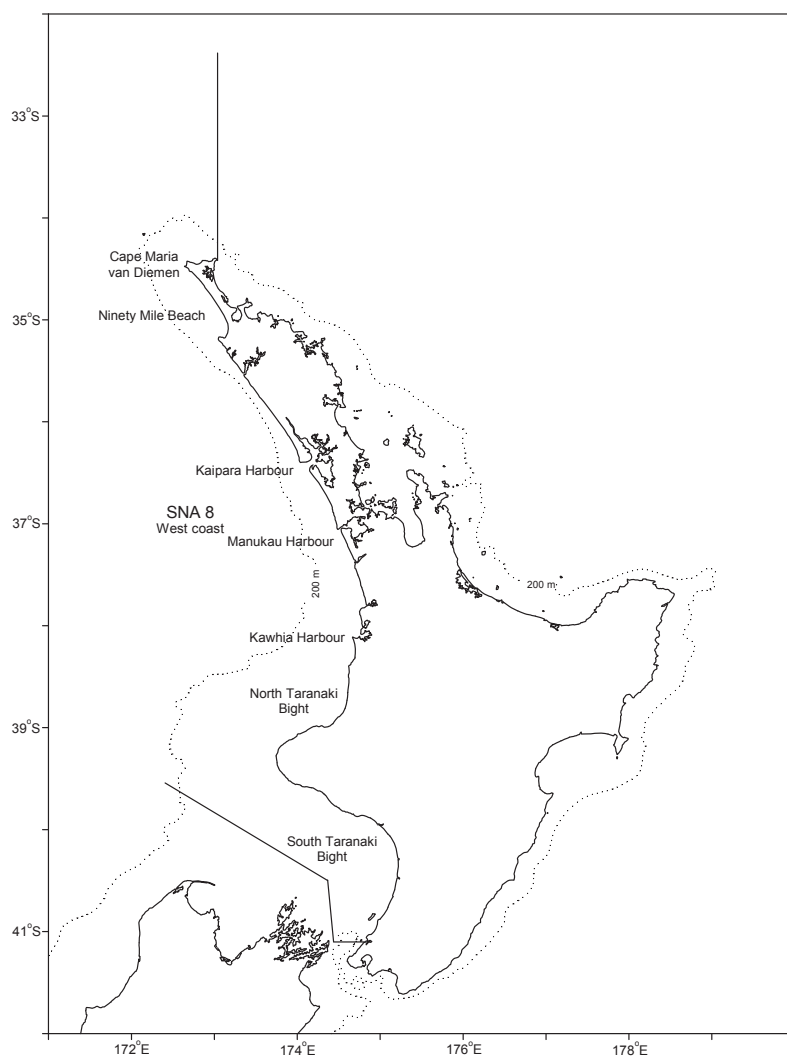 33°S
Cape Maria
van Diemen
Ninety Mile Beach
35°S
Kaipara Harbour
SNA 8
West coast
37°S
Manukau Harbour
200 m
200 m
Kawhia Harbour
North Taranaki
Bight
39°S
South Taranaki
Bight
41°S
172°E
174°E
176°E
178°E